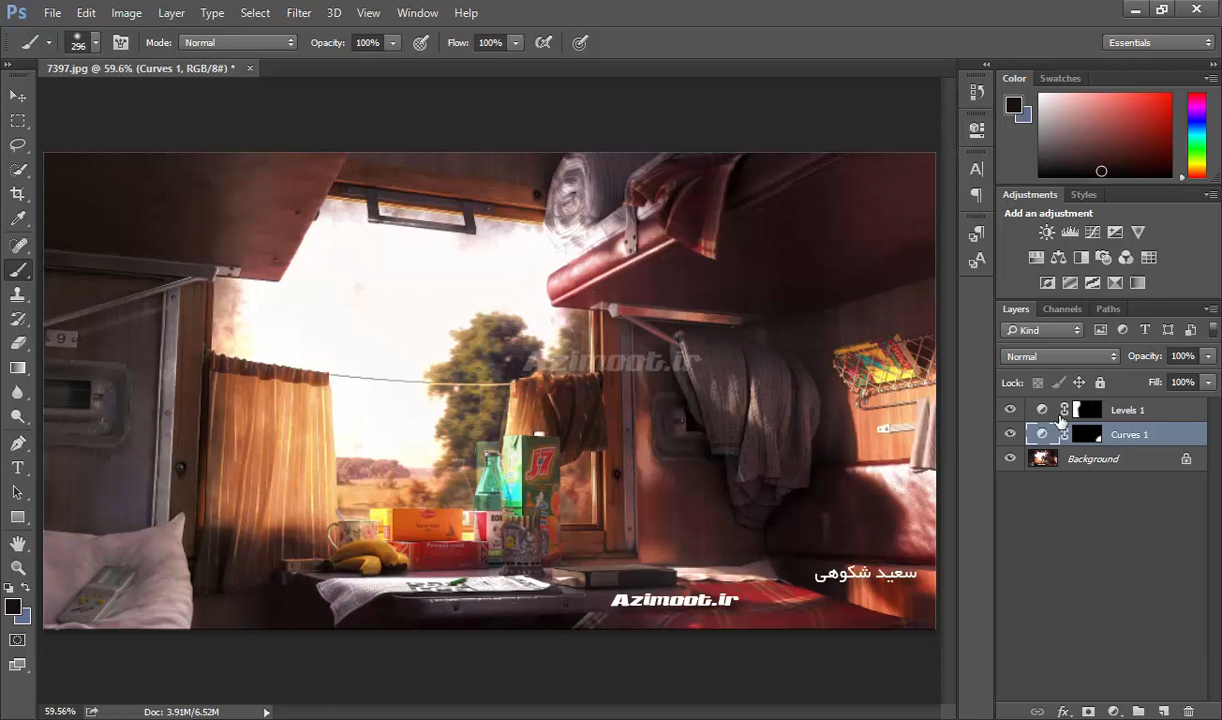 Ps File Edit Image Layer Type Select Filter 3D View Window Help
296 Mode: Normal Opacity: 100% Flow: 100% Essentials
7397.jpg @ 59.6% (Curves 1, RGB/8#) * ×
Color Swatches
Adjustments Styles
Add an adjustment
9
Azimoot.ir
J7
سعید شکوهی
Azimoot.ir
Layers Channels Paths
Kind
Normal Opacity: 100%
Lock: Fill: 100%
Levels 1
Curves 1
Background
59.56% Doc: 3.91M/6.52M